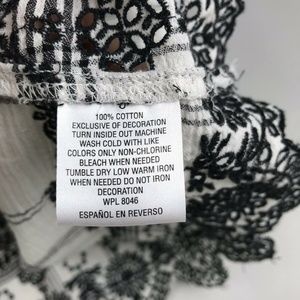 100% COTTON
EXCLUSIVE OF DECORATION
TURN INSIDE OUT MACHINE
WASH COLD WITH LIKE
COLORS ONLY NON-CHLORINE
BLEACH WHEN NEEDED
TUMBLE DRY LOW WARM IRON
WHEN NEEDED DO NOT IRON
DECORATION
WPL 8046
ESPAÑOL EN REVERSO